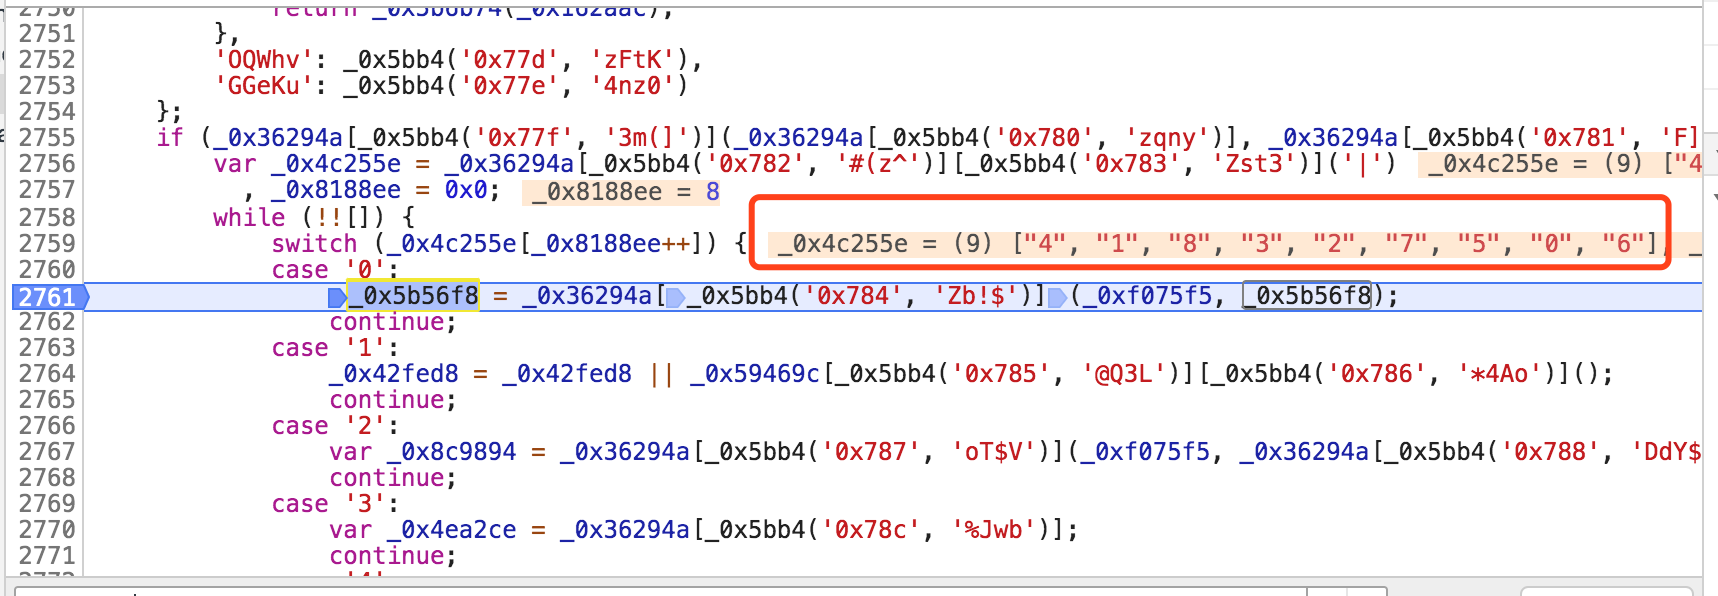 2750 return _0x5b6b74(_0x162aac);
2751 },
2752 'OQWhv': _0x5bb4('0x77d', 'zFtK'),
2753 'GGeKu': _0x5bb4('0x77e', '4nz0')
2754 };
2755 if (_0x36294a[_0x5bb4('0x77f', '3m(]')](_0x36294a[_0x5bb4('0x780', 'zqny')], _0x36294a[_0x5bb4('0x781', 'F]
2756 var _0x4c255e = _0x36294a[_0x5bb4('0x782', '#(z^')][_0x5bb4('0x783', 'Zst3')]('|') _0x4c255e = (9) ["4
2757 , _0x8188ee = 0x0; _0x8188ee = 8
2758 while (!![]) {
2759 switch (_0x4c255e[_0x8188ee++]) { _0x4c255e = (9) ["4", "1", "8", "3", "2", "7", "5", "0", "6"], _
2760 case '0':
2761 _0x5b56f8 = _0x36294a[_0x5bb4('0x784', 'Zb!$')](_0xf075f5, _0x5b56f8);
2762 continue;
2763 case '1':
2764 _0x42fed8 = _0x42fed8 || _0x59469c[_0x5bb4('0x785', '@Q3L')][_0x5bb4('0x786', '*4Ao')]();
2765 continue;
2766 case '2':
2767 var _0x8c9894 = _0x36294a[_0x5bb4('0x787', 'oT$V')](_0xf075f5, _0x36294a[_0x5bb4('0x788', 'DdY$
2768 continue;
2769 case '3':
2770 var _0x4ea2ce = _0x36294a[_0x5bb4('0x78c', '%Jwb')];
2771 continue;